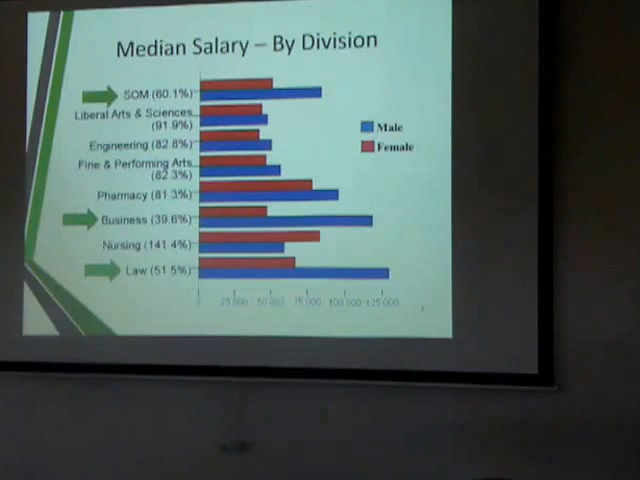 Median Salary – By Division
SOM (60.1%)
Liberal Arts & Sciences
(91.9%)
Engineering (82.8%)
Fine & Performing Arts
(82.3%)
Pharmacy (81.3%)
Business (39.6%)
Nursing (141.4%)
Law (51.5%)
Male
Female
0 25 000 50 000 75 000 100 000 125 000